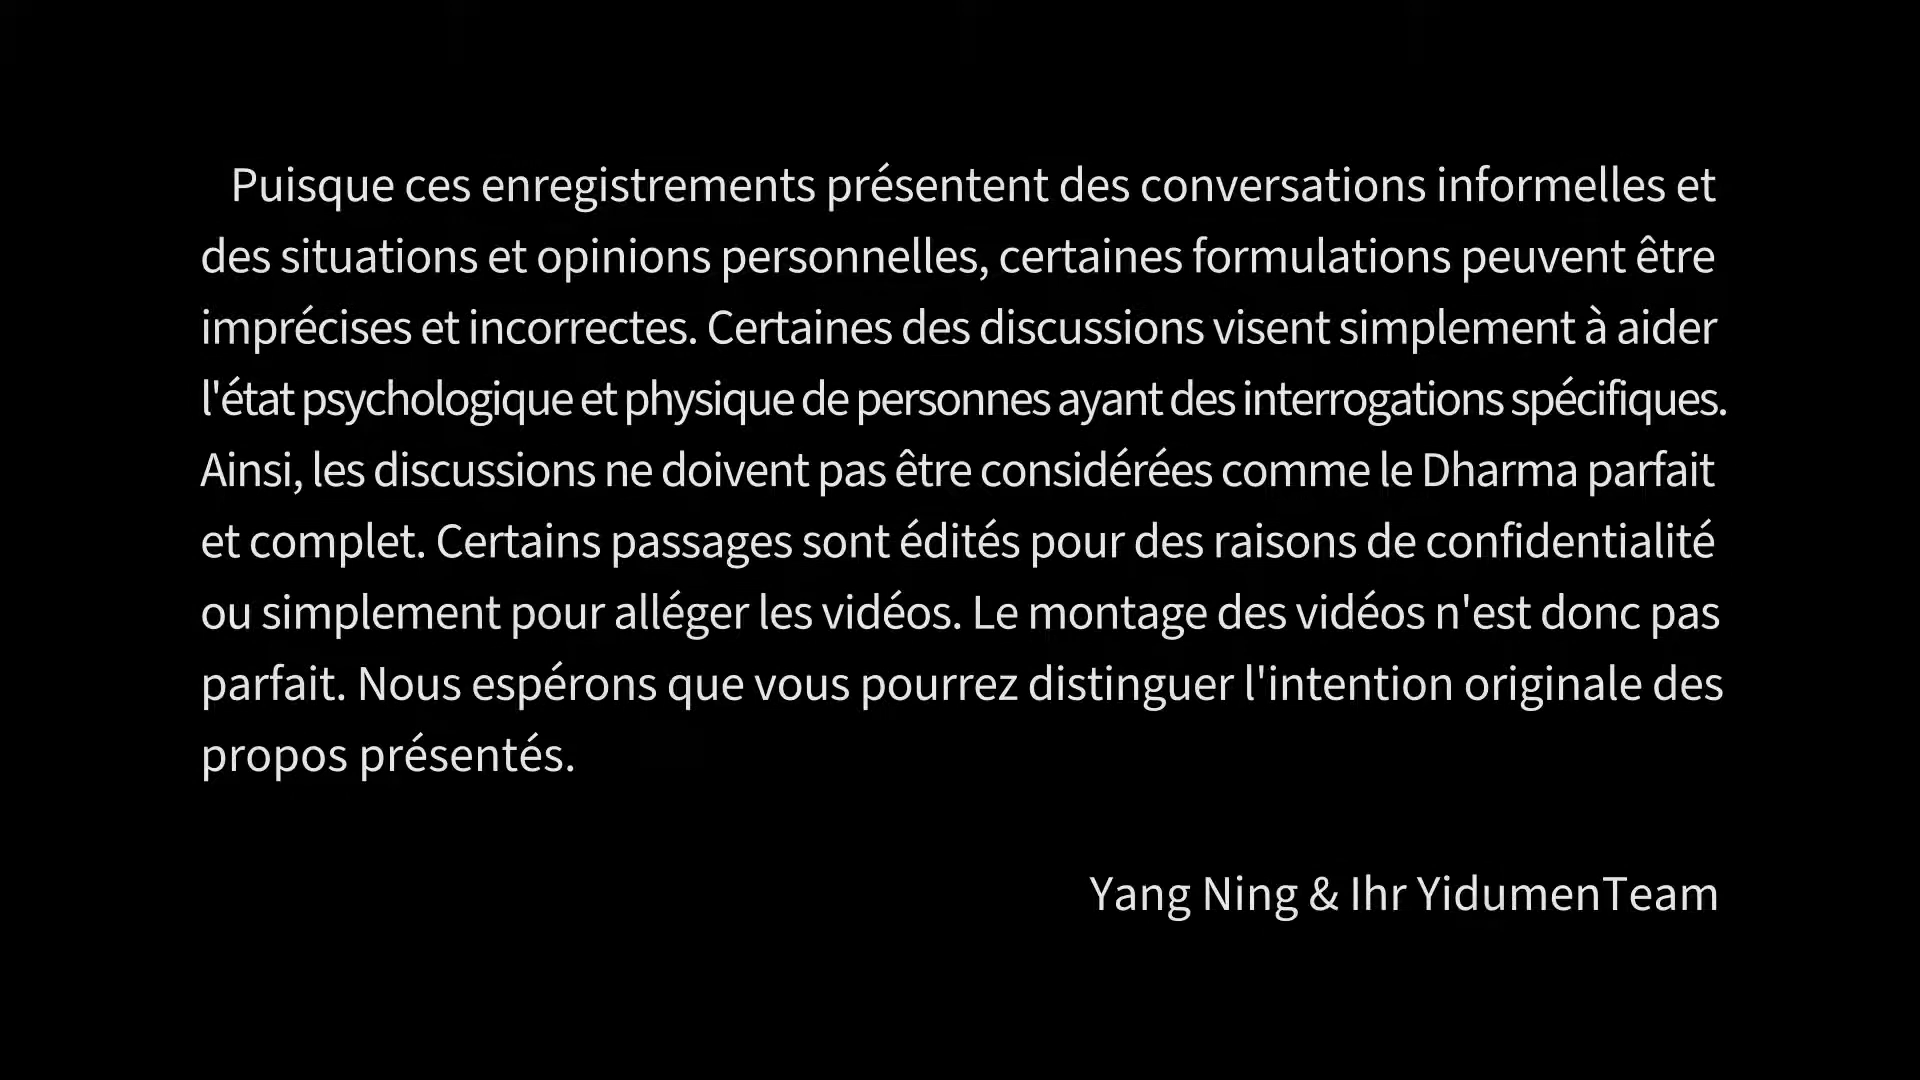 Puisque ces enregistrements présentent des conversations informelles et
des situations et opinions personnelles, certaines formulations peuvent être
imprécises et incorrectes. Certaines des discussions visent simplement à aider
l'état psychologique et physique de personnes ayant des interrogations spécifiques.
Ainsi, les discussions ne doivent pas être considérées comme le Dharma parfait
et complet. Certains passages sont édités pour des raisons de confidentialité
ou simplement pour alléger les vidéos. Le montage des vidéos n'est donc pas
parfait. Nous espérons que vous pourrez distinguer l'intention originale des
propos présentés.
Yang Ning & Ihr YidumenTeam